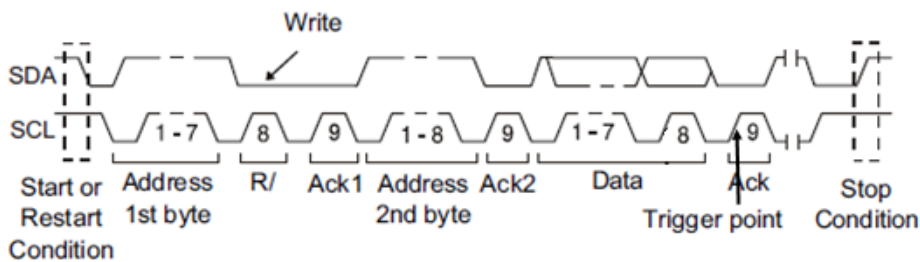 Write
SDA
SCL
1 - 7
8
9
1 - 8
9
1 - 7
8
9
Start or
Restart
Condition
Address
1st byte
R/
Ack1
Address
2nd byte
Ack2
Data
Ack
Trigger point
Stop
Condition